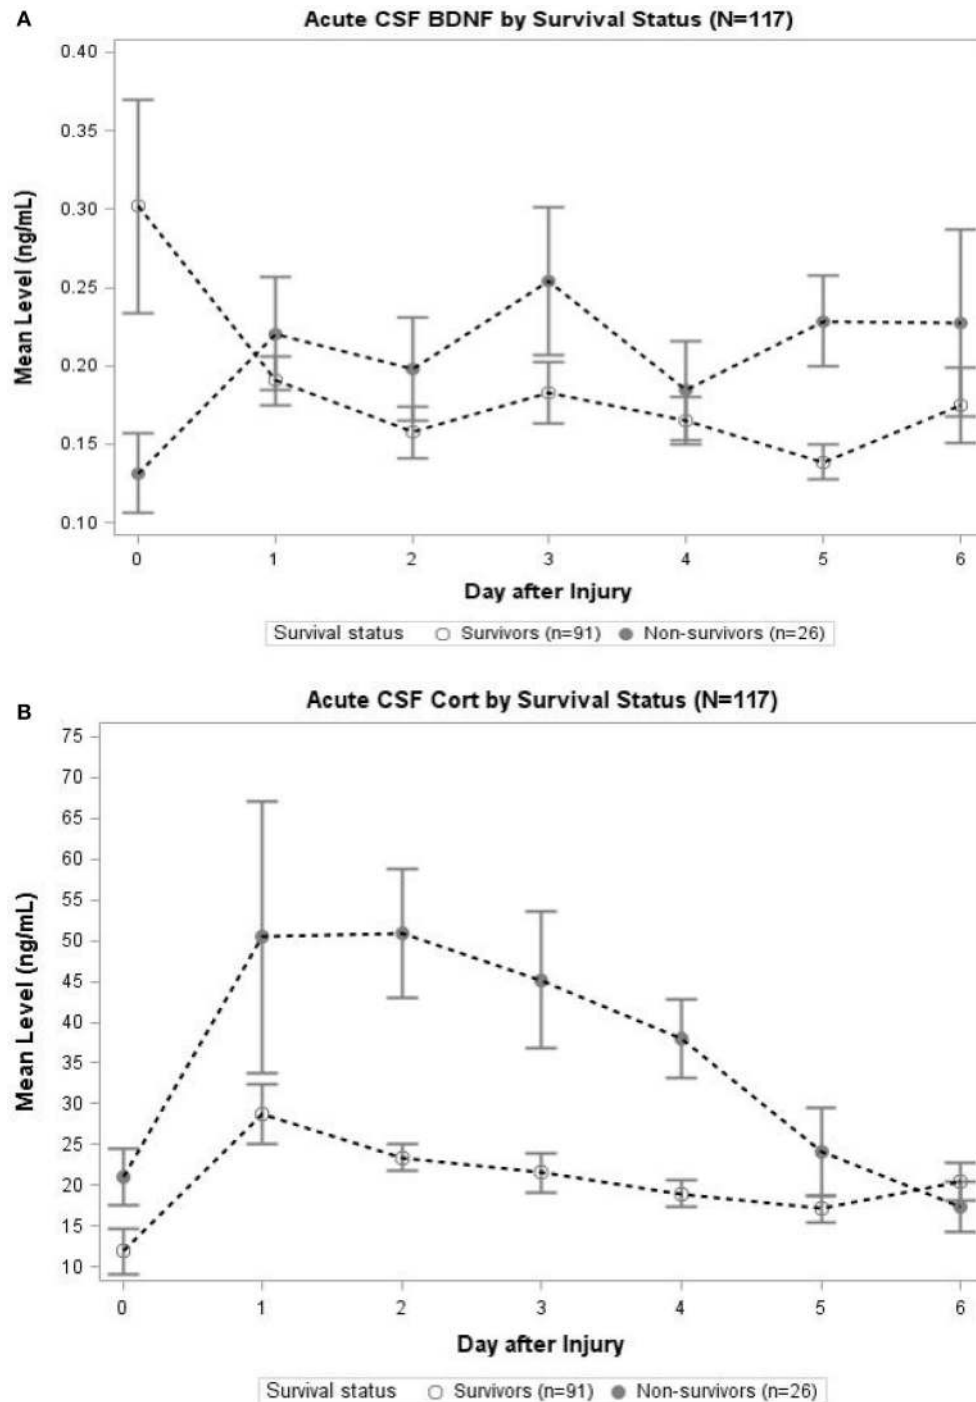 A
Acute CSF BDNF by Survival Status (N=117)
Mean Level (ng/mL)
0.40
0.35
0.30
0.25
0.20
0.15
0.10
0 1 2 3 4 5 6
Day after Injury
Survival status Survivors (n=91) Non-survivors (n=26)
B
Acute CSF Cort by Survival Status (N=117)
Mean Level (ng/mL)
75
70
65
60
55
50
45
40
35
30
25
20
15
10
0 1 2 3 4 5 6
Day after Injury
Survival status Survivors (n=91) Non-survivors (n=26)